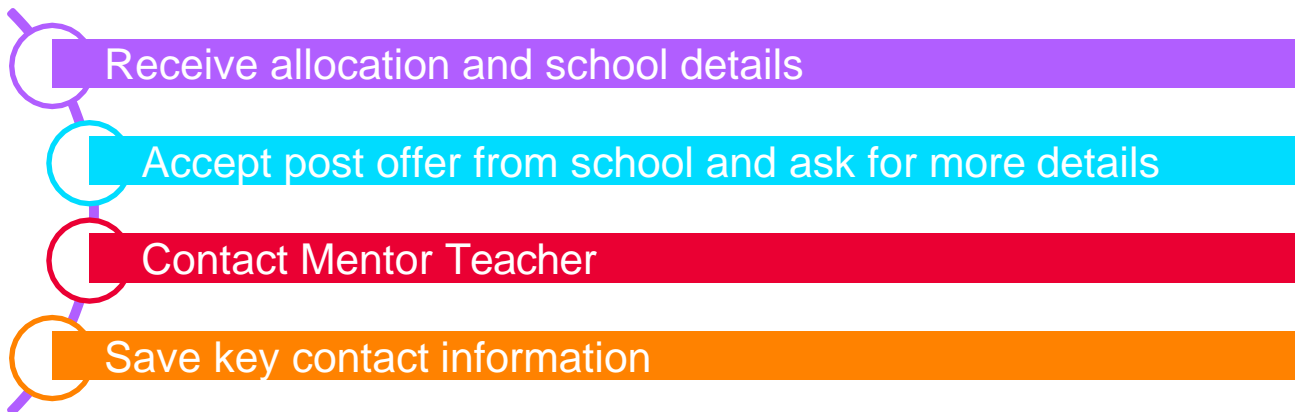 Receive allocation and school details
Accept post offer from school and ask for more details
Contact Mentor Teacher
Save key contact information